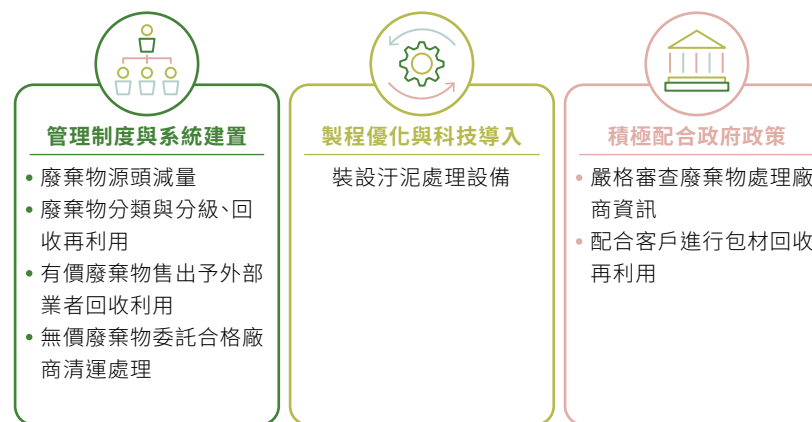 管理制度與系統建置
• 廢棄物源頭減量
• 廢棄物分類與分級、回
收再利用
• 有價廢棄物售出予外部
業者回收利用
• 無價廢棄物委託合格廠
商清運處理
製程優化與科技導入
裝設汙泥處理設備
積極配合政府政策
• 嚴格審查廢棄物處理廠
商資訊
• 配合客戶進行包材回收
再利用